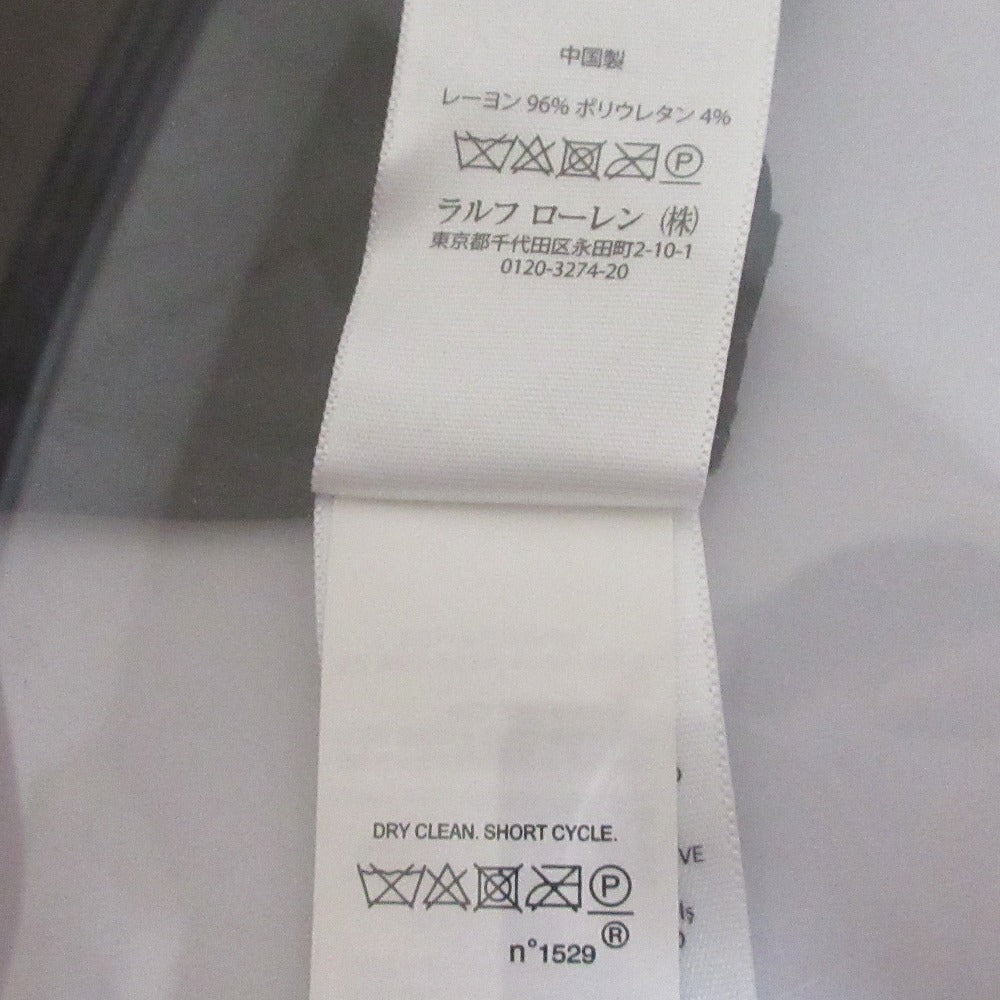 中国製
レーヨン 96% ポリウレタン 4%
P
ラルフ ローレン (株)
東京都千代田区永田町2-10-1
0120-3274-20
DRY CLEAN. SHORT CYCLE.
P
®
n°1529
VE